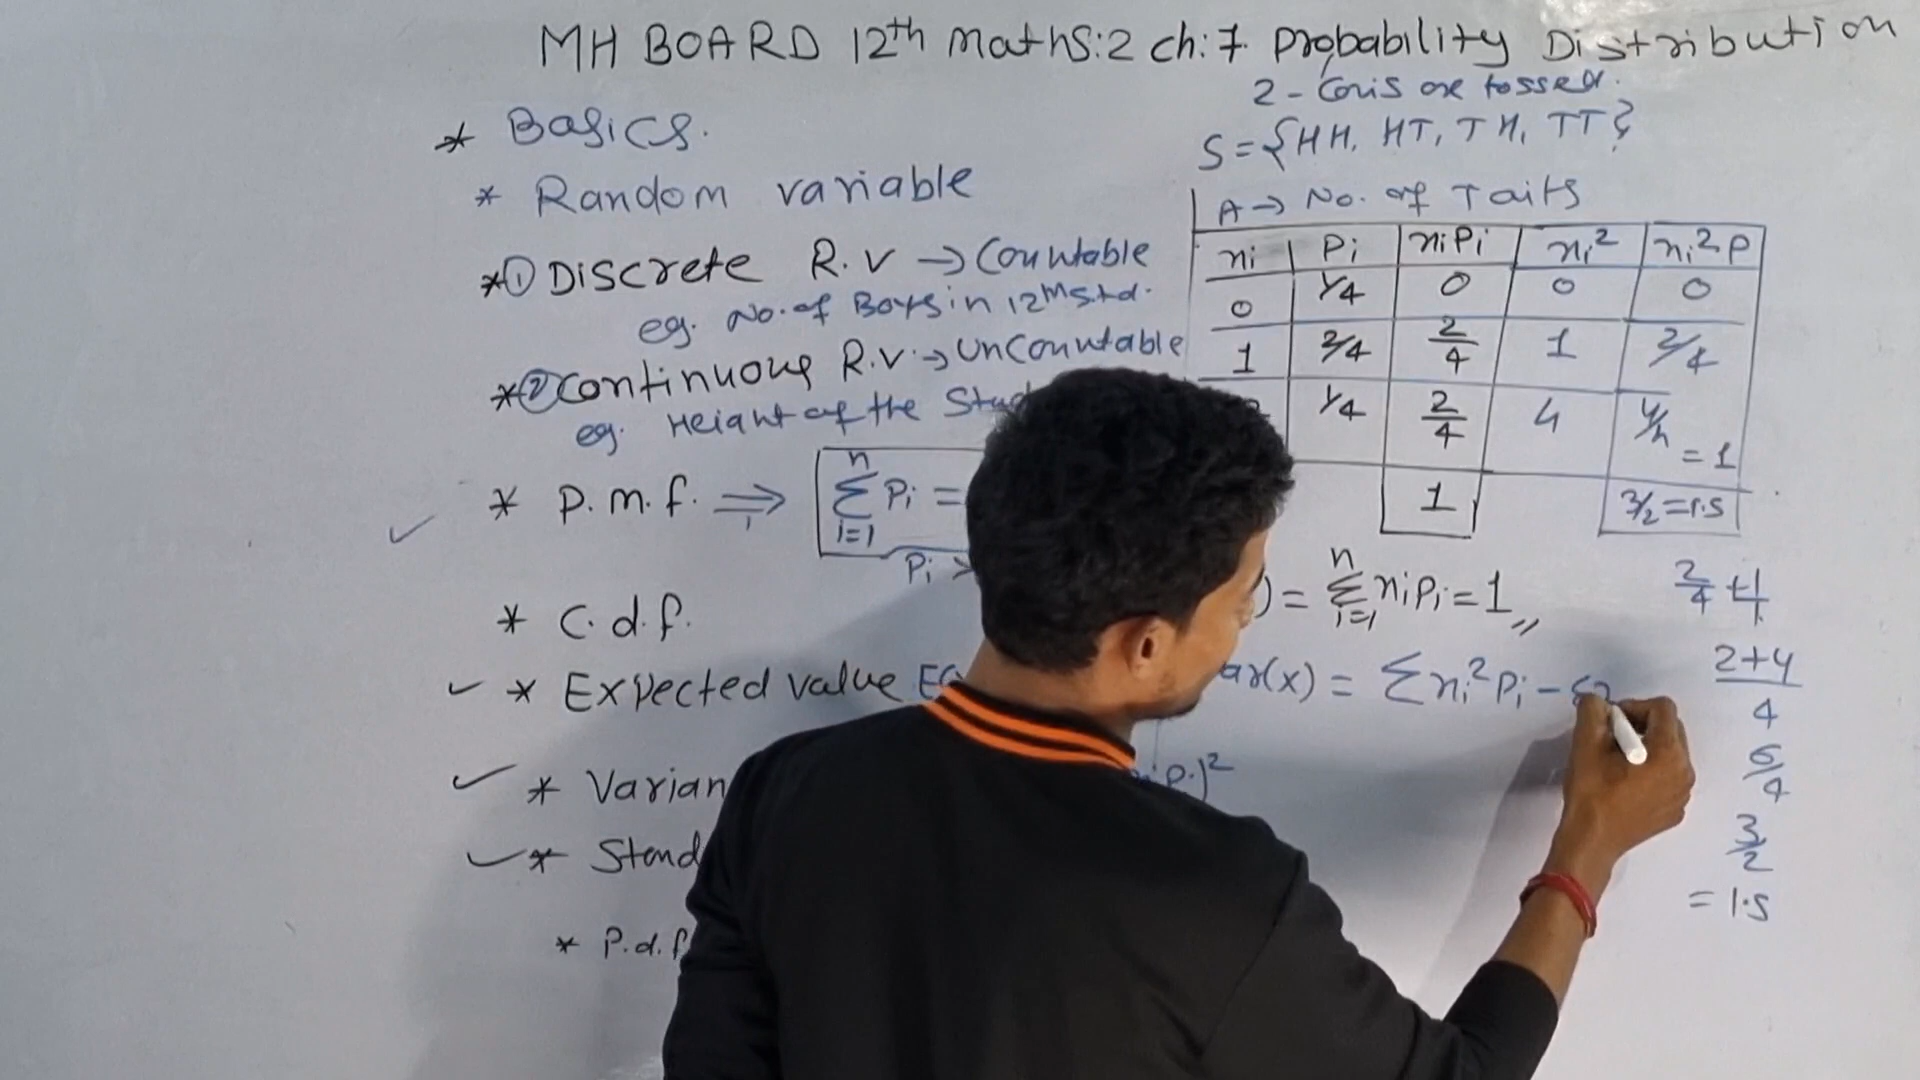 MH BOARD 12th Maths:2 ch:7 Probability Distribution
* Basics.
* Random variable
*① Discrete R.V → Countable
eg. No. of Boys in 12th Std.
*② Continuous R.V. → UnCountable
eg. Height of the
* P.m.f. ⇒ n Σ i=1 Pi =
Pi >
* C.d.f.
* Expected value
* Varian
* Stand
* P.d.f
2 - Coins are tossed.
S = {HH, HT, TH, TT}
A → No. of Tails
xi | Pi | xiPi | xi² | xi²P
0 | 1/4 | 0 | 0 | 0
1 | 2/4 | 2/4 | 1 | 2/4
1/4 | 2/4 | 4 | 4/4 = 1
1 | 3/2 = 1.5
) = n Σ i=1 xiPi = 1 ,,
ar(x) = Σxi²Pi -
Pi)²
2/4 + 1
2+4
4
6/4
3/2
= 1.5